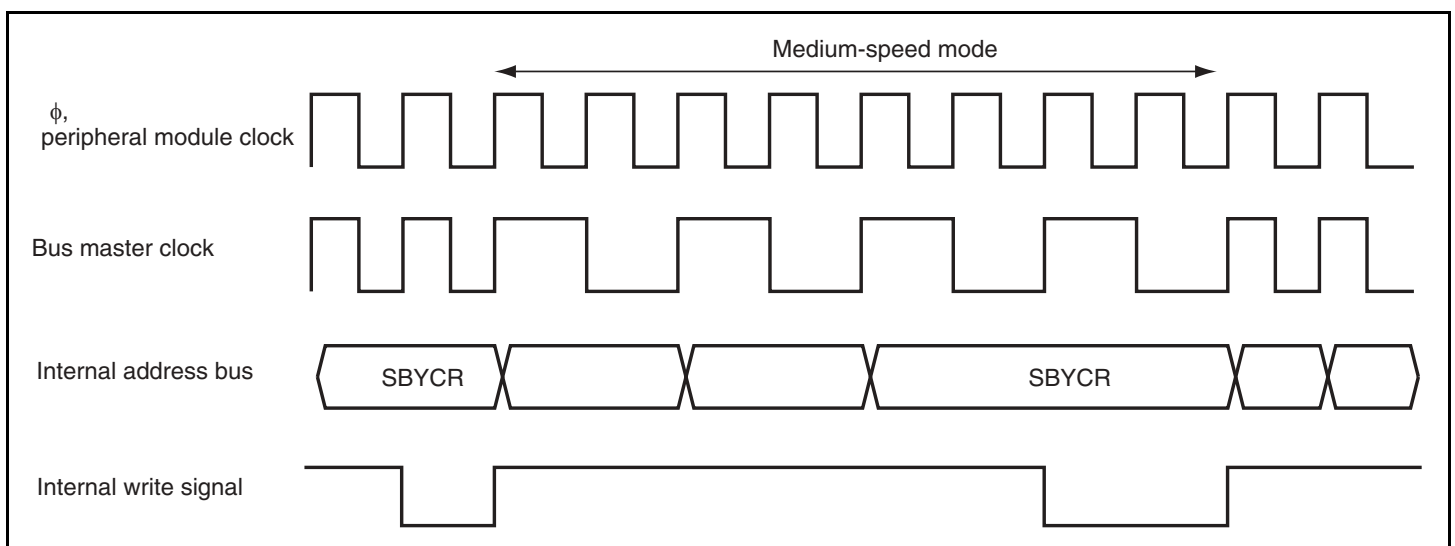 Medium-speed mode
ϕ,
peripheral module clock
Bus master clock
Internal address bus
SBYCR
SBYCR
Internal write signal